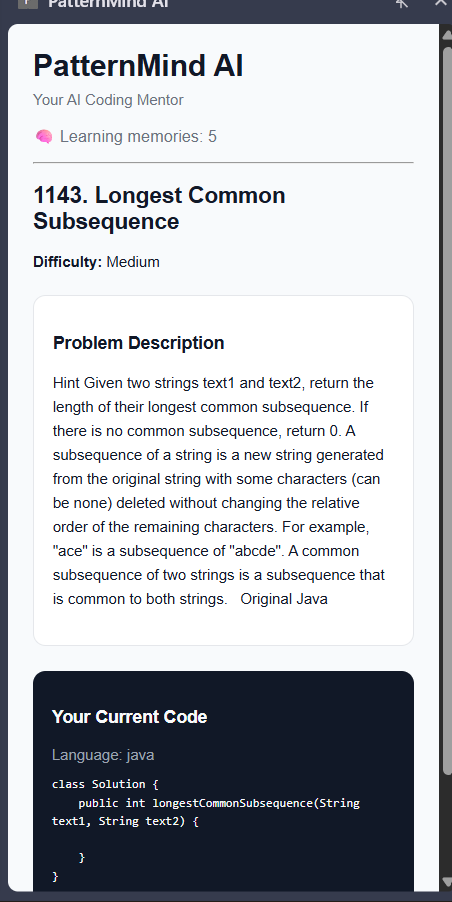 PatternMind AI
PatternMind AI
Your AI Coding Mentor
🧠 Learning memories: 5
1143. Longest Common
Subsequence
Difficulty: Medium
Problem Description
Hint Given two strings text1 and text2, return the
length of their longest common subsequence. If
there is no common subsequence, return 0. A
subsequence of a string is a new string generated
from the original string with some characters (can
be none) deleted without changing the relative
order of the remaining characters. For example,
"ace" is a subsequence of "abcde". A common
subsequence of two strings is a subsequence that
is common to both strings.   Original Java
Your Current Code
Language: java
class Solution {
    public int longestCommonSubsequence(String
text1, String text2) {
    }
}